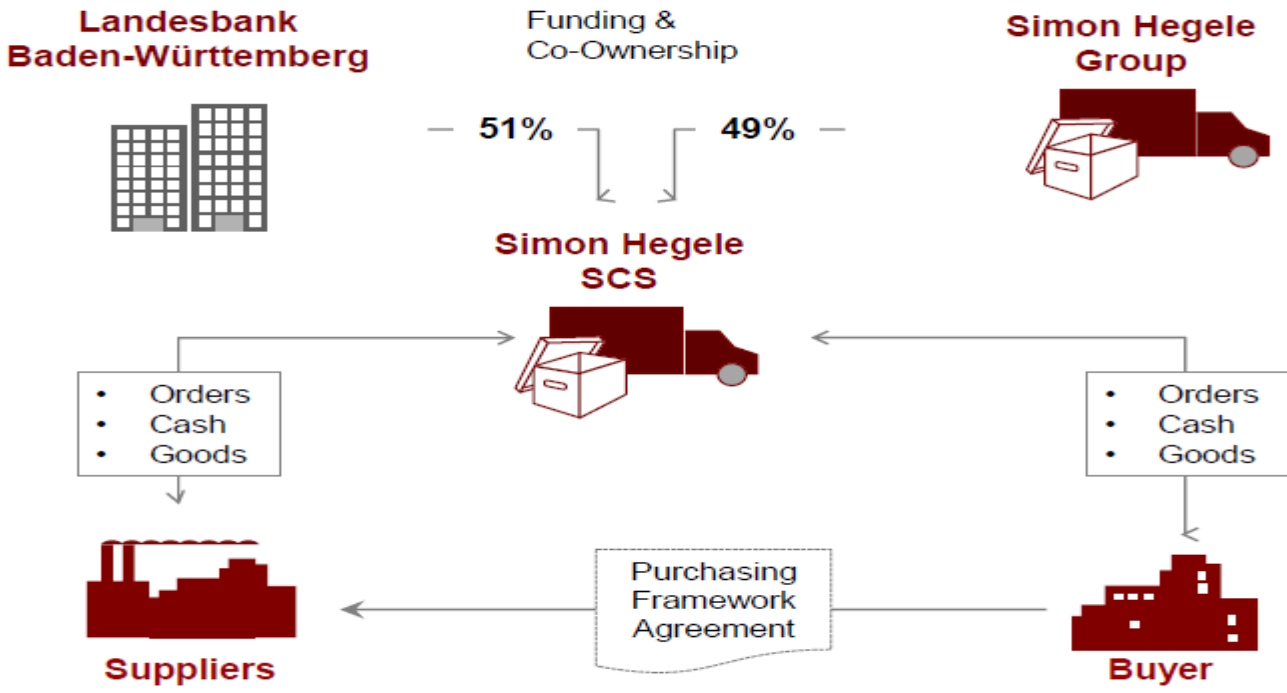 Landesbank
Baden-Württemberg
Funding &
Co-Ownership
Simon Hegele
Group
51%
49%
Simon Hegele
SCS
• Orders
• Cash
• Goods
• Orders
• Cash
• Goods
Purchasing
Framework
Agreement
Suppliers
Buyer